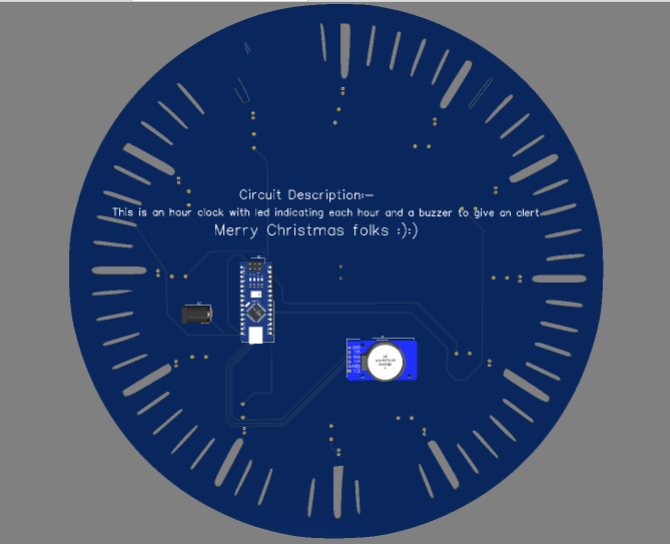 Circuit Description:-
This is an hour clock with led indicating each hour and a buzzer to give an alert
Merry Christmas folks :):)